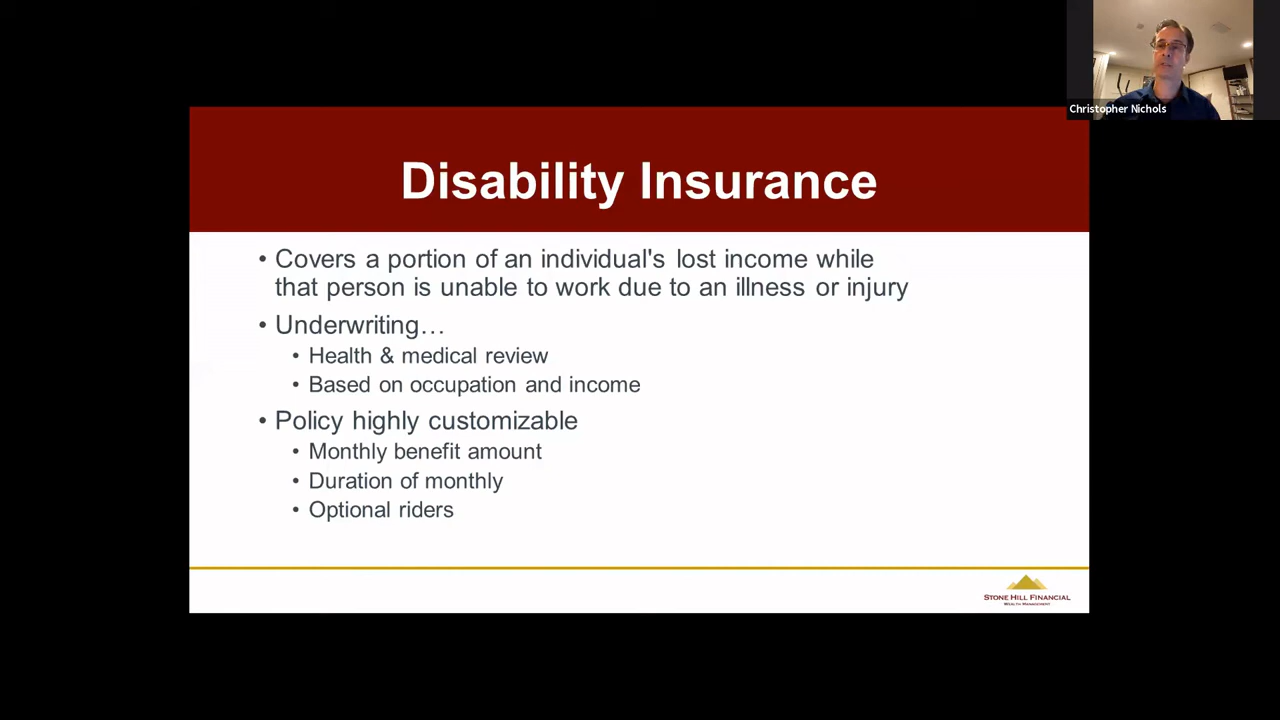 Christopher Nichols
Disability Insurance
• Covers a portion of an individual's lost income while
that person is unable to work due to an illness or injury
• Underwriting…
• Health & medical review
• Based on occupation and income
• Policy highly customizable
• Monthly benefit amount
• Duration of monthly
• Optional riders
STONE HILL FINANCIAL
WEALTH MANAGEMENT